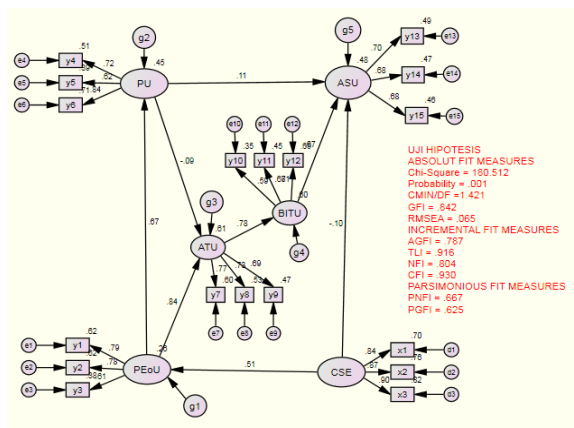 g2
g5
e4
.51
y4
.72
.45
.48
.70
.49
y13
e13
e5
y5
.62
PU
.11
ASU
.68
.47
y14
e14
e6
y6
.84
.68
.46
y15
e15
e10
e11
e12
.35
.45
y10
y11
y12
-.09
BITU
g3
.61
.78
g4
ATU
.67
-.10
.77
.69
.60
.47
y7
y8
y9
e7
e8
e9
.84
UJI HIPOTESIS
ABSOLUT FIT MEASURES
Chi-Square = 180.512
Probability = .001
CMIN/DF =1.421
GFI = .842
RMSEA = .065
INCREMENTAL FIT MEASURES
AGFI = .787
TLI = .916
NFI = .804
CFI = .930
PARSIMONIOUS FIT MEASURES
PNFI = .667
PGFI = .625
e1
y1
.62
.79
e2
y2
.78
e3
y3
PEoU
.51
CSE
g1
.84
.70
x1
d1
.87
x2
d2
.90
x3
d3